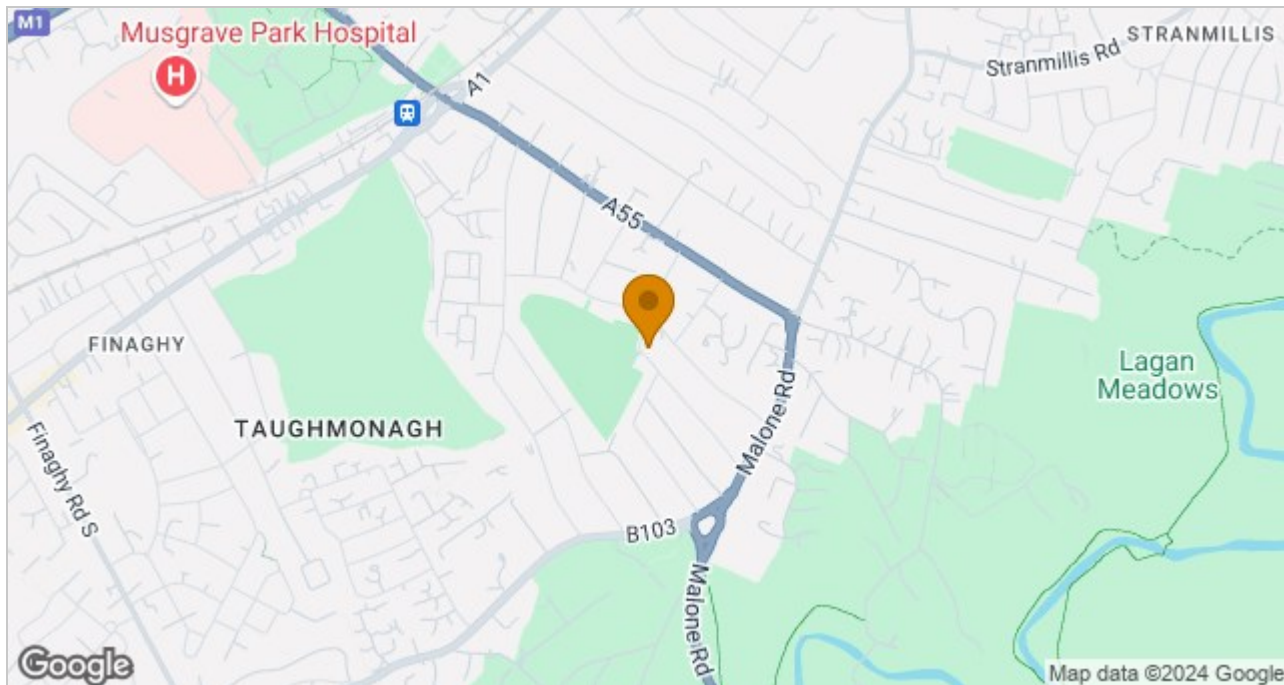 M1
Musgrave Park Hospital
H
A1
STRANMILLIS
Stranmillis Rd
A55
FINAGHY
TAUGHMONAGH
Finaghy Rd S
Malone Rd
Lagan
Meadows
B103
Malone Rd
Google
Map data ©2024 Google